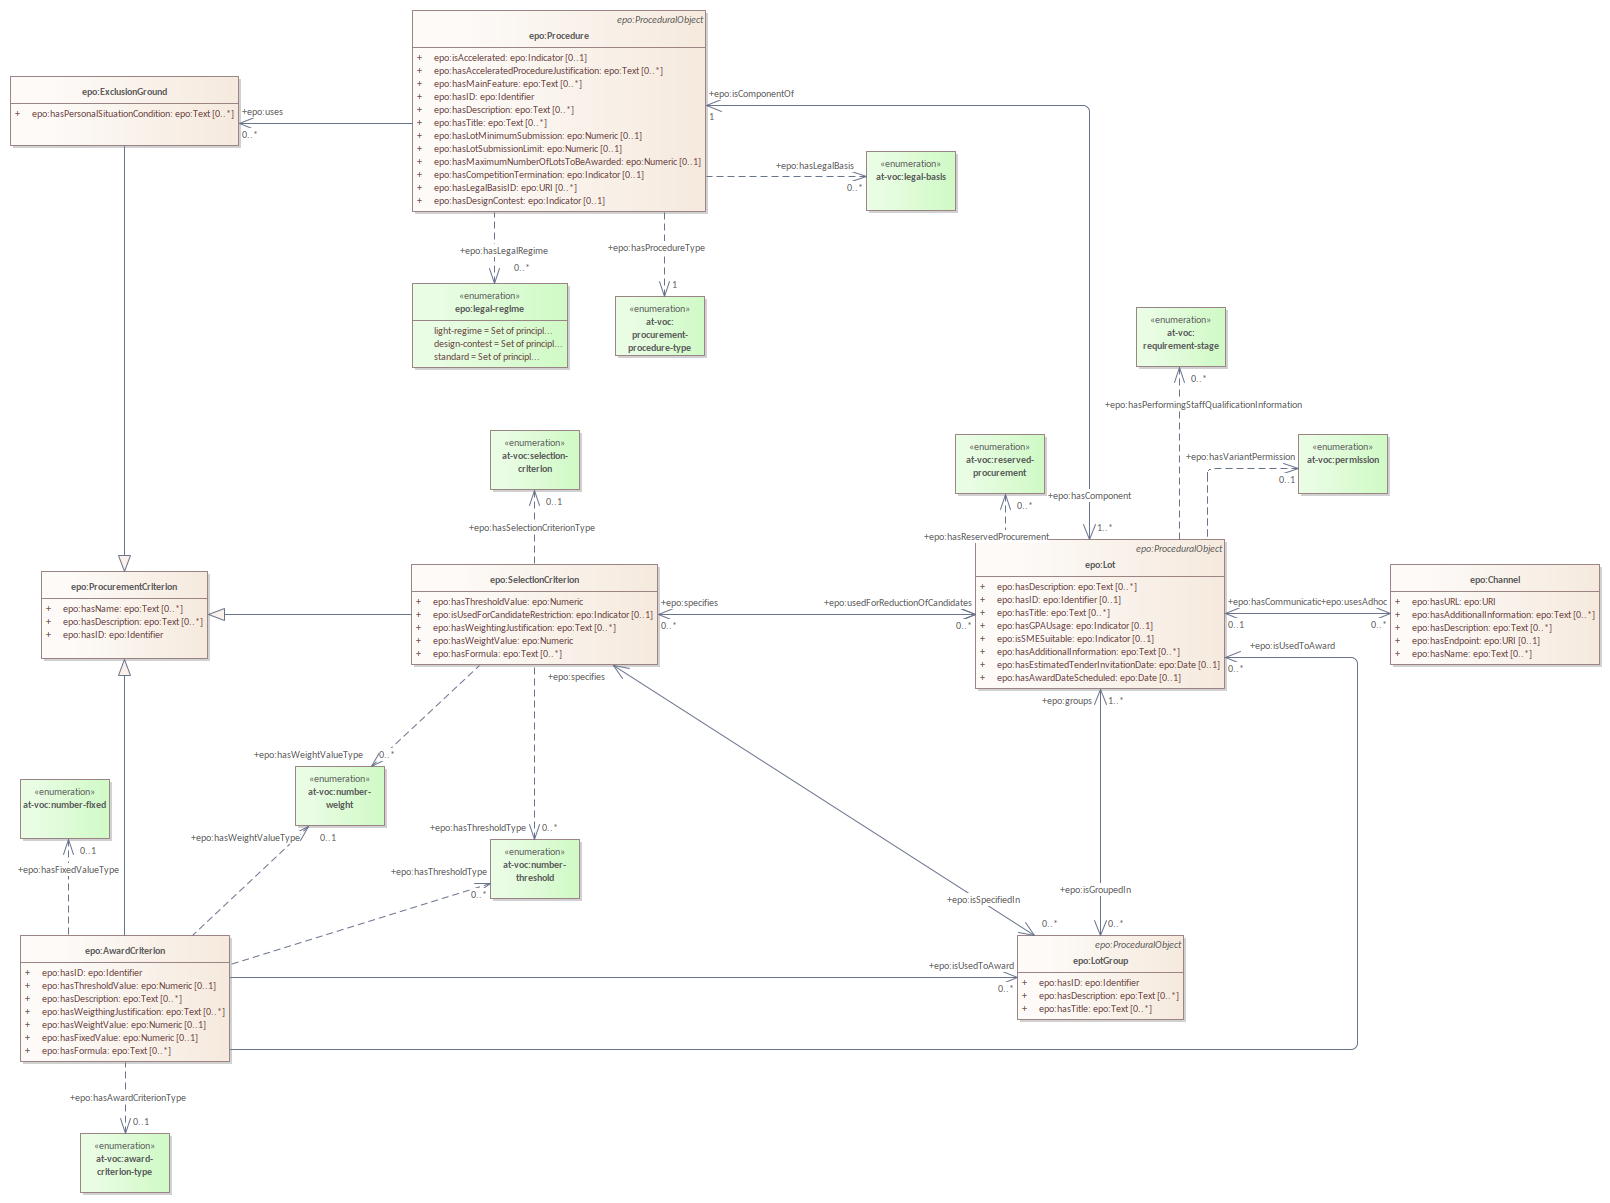 epo:ProceduralObject
epo:Procedure
+ epo:isAccelerated: epo:Indicator [0..1]
+ epo:hasAcceleratedProcedureJustification: epo:Text [0..*]
+ epo:hasMainFeature: epo:Text [0..*]
+ epo:hasID: epo:Identifier
+ epo:hasDescription: epo:Text [0..*]
+ epo:hasTitle: epo:Text [0..*]
+ epo:hasLotMinimumSubmission: epo:Numeric [0..1]
+ epo:hasLotSubmissionLimit: epo:Numeric [0..1]
+ epo:hasMaximumNumberOfLotsToBeAwarded: epo:Numeric [0..1]
+ epo:hasCompetitionTermination: epo:Indicator [0..1]
+ epo:hasLegalBasisID: epo:URI [0..*]
+ epo:hasDesignContest: epo:Indicator [0..1]
epo:ExclusionGround
+ epo:hasPersonalSituationCondition: epo:Text [0..*]
+epo:uses
0..*
+epo:isComponentOf
1
+epo:hasLegalBasis
0..*
«enumeration»
at-voc:legal-basis
+epo:hasLegalRegime
0..*
+epo:hasProcedureType
1
«enumeration»
epo:legal-regime
light-regime = Set of principl...
design-contest = Set of principl...
standard = Set of principl...
«enumeration»
at-voc:
procurement-
procedure-type
«enumeration»
at-voc:
requirement-stage
0..*
+epo:hasPerformingStaffQualificationInformation
«enumeration»
at-voc:selection-
criterion
0..1
+epo:hasSelectionCriterionType
«enumeration»
at-voc:reserved-
procurement
0..*
+epo:hasReservedProcurement
+epo:hasComponent
1..*
+epo:hasVariantPermission
0..1
«enumeration»
at-voc:permission
epo:ProcurementCriterion
+ epo:hasName: epo:Text [0..*]
+ epo:hasDescription: epo:Text [0..*]
+ epo:hasID: epo:Identifier
epo:SelectionCriterion
+ epo:hasThresholdValue: epo:Numeric
+ epo:isUsedForCandidateRestriction: epo:Indicator [0..1]
+ epo:hasWeightingJustification: epo:Text [0..*]
+ epo:hasWeightValue: epo:Numeric
+ epo:hasFormula: epo:Text [0..*]
+epo:specifies
0..*
+epo:usedForReductionOfCandidates
0..*
epo:ProceduralObject
epo:Lot
+ epo:hasDescription: epo:Text [0..*]
+ epo:hasID: epo:Identifier [0..1]
+ epo:hasTitle: epo:Text [0..*]
+ epo:hasGPAUsage: epo:Indicator [0..1]
+ epo:isSMESuitable: epo:Indicator [0..1]
+ epo:hasAdditionalInformation: epo:Text [0..*]
+ epo:hasEstimatedTenderInvitationDate: epo:Date [0..1]
+ epo:hasAwardDateScheduled: epo:Date [0..1]
+epo:hasCommunicatic+epo:usesAdhoc
0..1
0..*
epo:Channel
+ epo:hasURL: epo:URI
+ epo:hasAdditionalInformation: epo:Text [0..*]
+ epo:hasDescription: epo:Text [0..*]
+ epo:hasEndpoint: epo:URI [0..1]
+ epo:hasName: epo:Text [0..*]
+epo:isUsedToAward
0..*
+epo:specifies
+epo:groups
1..*
+epo:hasWeightValueType
0..*
«enumeration»
at-voc:number-
weight
+epo:hasWeightValueType
0..1
«enumeration»
at-voc:number-fixed
0..1
+epo:hasFixedValueType
+epo:hasThresholdType
0..*
«enumeration»
at-voc:number-
threshold
+epo:hasThresholdType
0..*
+epo:isSpecifiedIn
0..*
+epo:isGroupedIn
0..*
epo:AwardCriterion
+ epo:hasID: epo:Identifier
+ epo:hasThresholdValue: epo:Numeric [0..1]
+ epo:hasDescription: epo:Text [0..*]
+ epo:hasWeigthingJustification: epo:Text [0..*]
+ epo:hasWeightValue: epo:Numeric [0..1]
+ epo:hasFixedValue: epo:Numeric [0..1]
+ epo:hasFormula: epo:Text [0..*]
+epo:isUsedToAward
0..*
epo:ProceduralObject
epo:LotGroup
+ epo:hasID: epo:Identifier
+ epo:hasDescription: epo:Text [0..*]
+ epo:hasTitle: epo:Text [0..*]
+epo:hasAwardCriterionType
0..1
«enumeration»
at-voc:award-
criterion-type